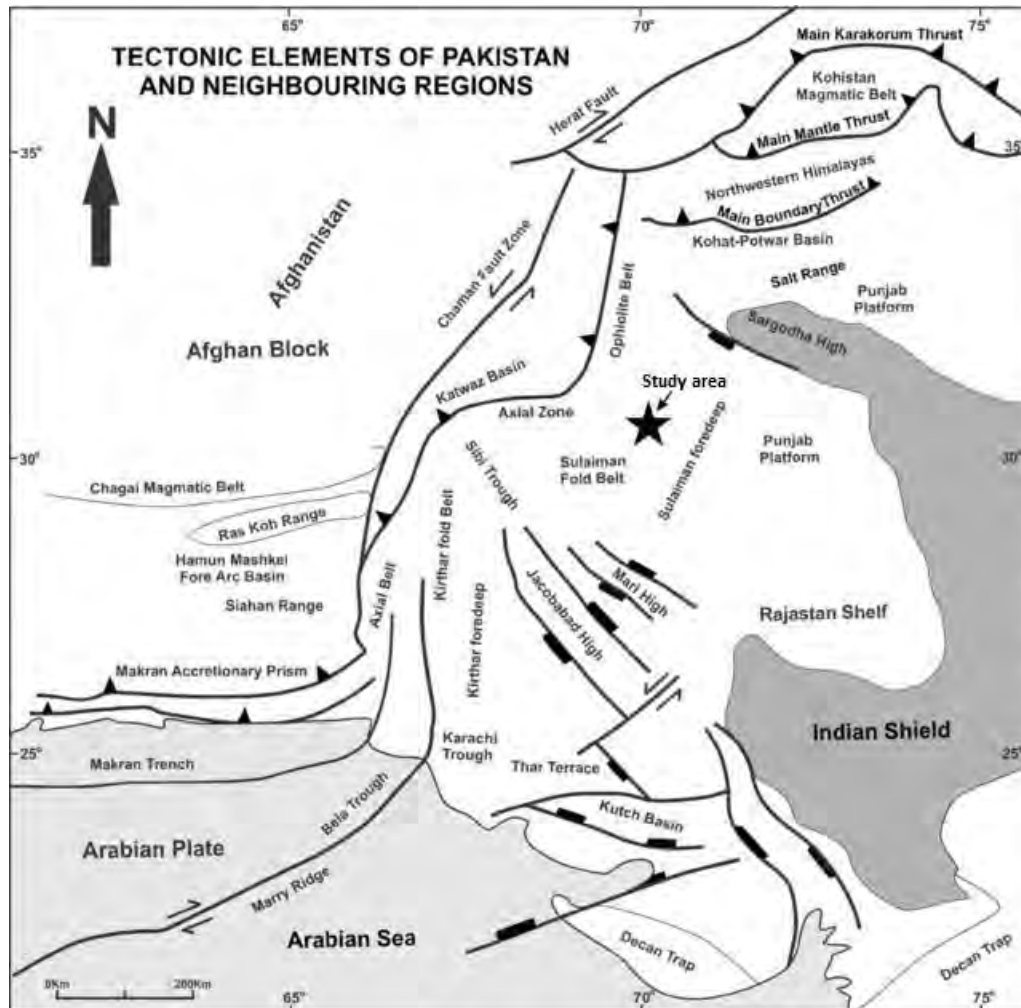 65°
70°
75°
TECTONIC ELEMENTS OF PAKISTAN
AND NEIGHBOURING REGIONS
Main Karakorum Thrust
Kohistan
Magmatic Belt
Herat Fault
N
Main Mantle Thrust
35°
35°
Northwestern Himalayas
Main Boundary Thrust
Kohat-Potwar Basin
Afghanistan
Chaman Fault Zone
Salt Range
Punjab
Platform
Ophiolite Belt
Sargodha High
Afghan Block
Katwaz Basin
Study area
Axial Zone
Sulaiman foredeep
Punjab
Platform
30°
30°
Sibi Trough
Sulaiman
Fold Belt
Chagai Magmatic Belt
Ras Koh Range
Kirthar fold Belt
Hamun Mashkel
Fore Arc Basin
Siahan Range
Axial Belt
Mari High
Jacobabad High
Rajastan Shelf
Kirthar foredeep
Makran Accretionary Prism
Indian Shield
Karachi
Trough
25°
25°
Makran Trench
Thar Terrace
Bela Trough
Kutch Basin
Arabian Plate
Marry Ridge
Arabian Sea
Decan Trap
Decan Trap
0Km
200Km
65°
70°
75°